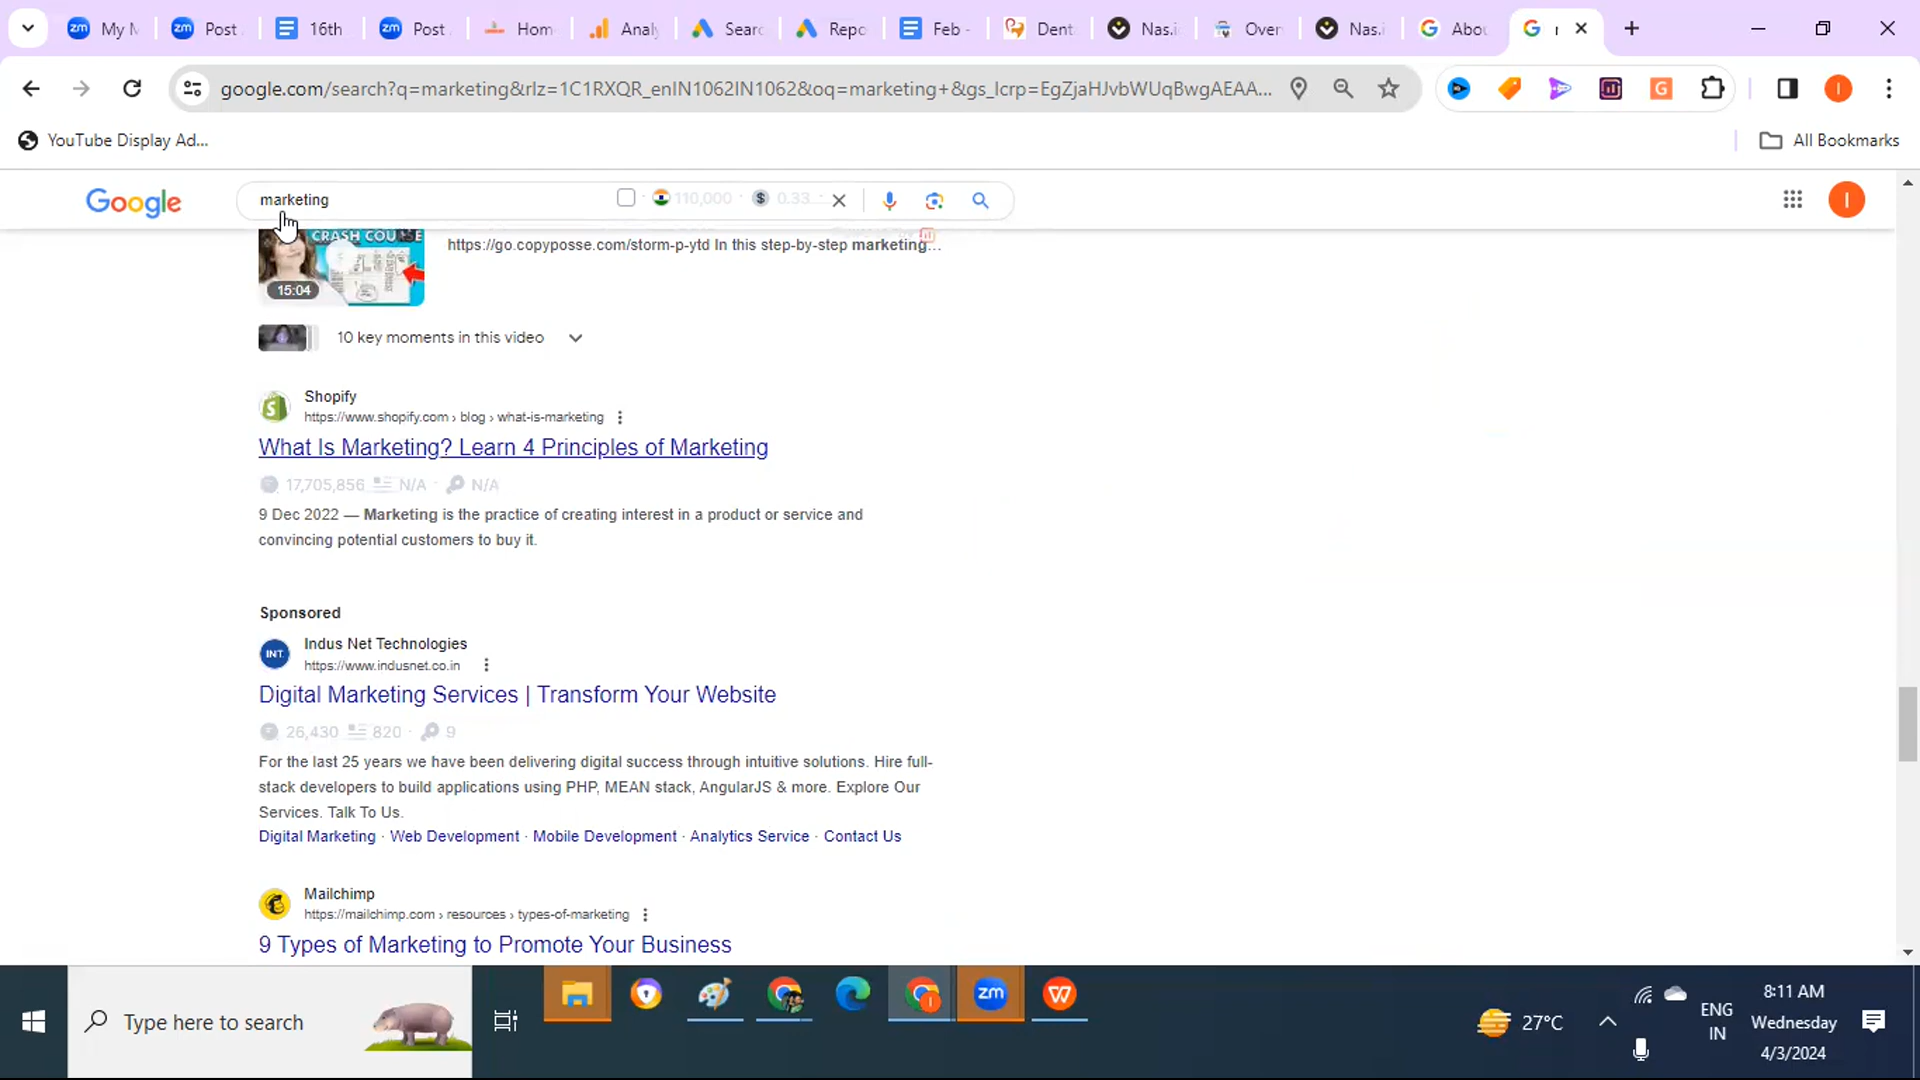 My M
Post
16th
Post
Hom
Analy
Searc
Repo
Feb -
Dent
Nas.i
Over
Nas.i
Abou
google.com/search?q=marketing&rlz=1C1RXQR_enIN1062IN1062&oq=marketing+&gs_lcrp=EgZjaHJvbWUqBwgAEAA...
YouTube Display Ad...
All Bookmarks
Google
marketing
110,000 · 0.33
CRASH COURSE
https://go.copyposse.com/storm-p-ytd In this step-by-step marketing...
15:04
10 key moments in this video
Shopify
https://www.shopify.com › blog › what-is-marketing
What Is Marketing? Learn 4 Principles of Marketing
17,705,856 N/A · N/A
9 Dec 2022 — Marketing is the practice of creating interest in a product or service and
convincing potential customers to buy it.
Sponsored
INT.
Indus Net Technologies
https://www.indusnet.co.in
Digital Marketing Services | Transform Your Website
26,430 820 · 9
For the last 25 years we have been delivering digital success through intuitive solutions. Hire full-
stack developers to build applications using PHP, MEAN stack, AngularJS & more. Explore Our
Services. Talk To Us.
Digital Marketing · Web Development · Mobile Development · Analytics Service · Contact Us
Mailchimp
https://mailchimp.com › resources › types-of-marketing
9 Types of Marketing to Promote Your Business
Type here to search
27°C
ENG
IN
8:11 AM
Wednesday
4/3/2024